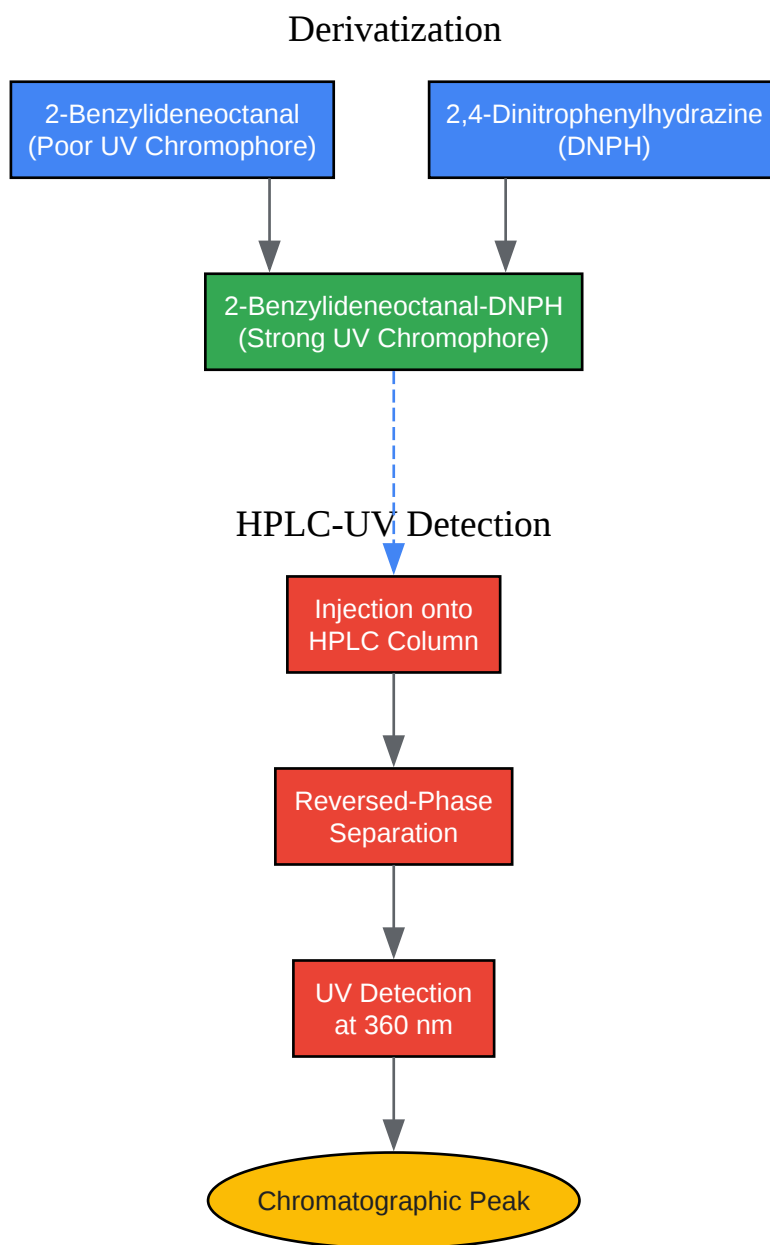 Derivatization
2-Benzylideneoctanal
(Poor UV Chromophore)
2,4-Dinitrophenylhydrazine
(DNPH)
2-Benzylideneoctanal-DNPH
(Strong UV Chromophore)
HPLC-UV Detection
Injection onto
HPLC Column
Reversed-Phase
Separation
UV Detection
at 360 nm
Chromatographic Peak